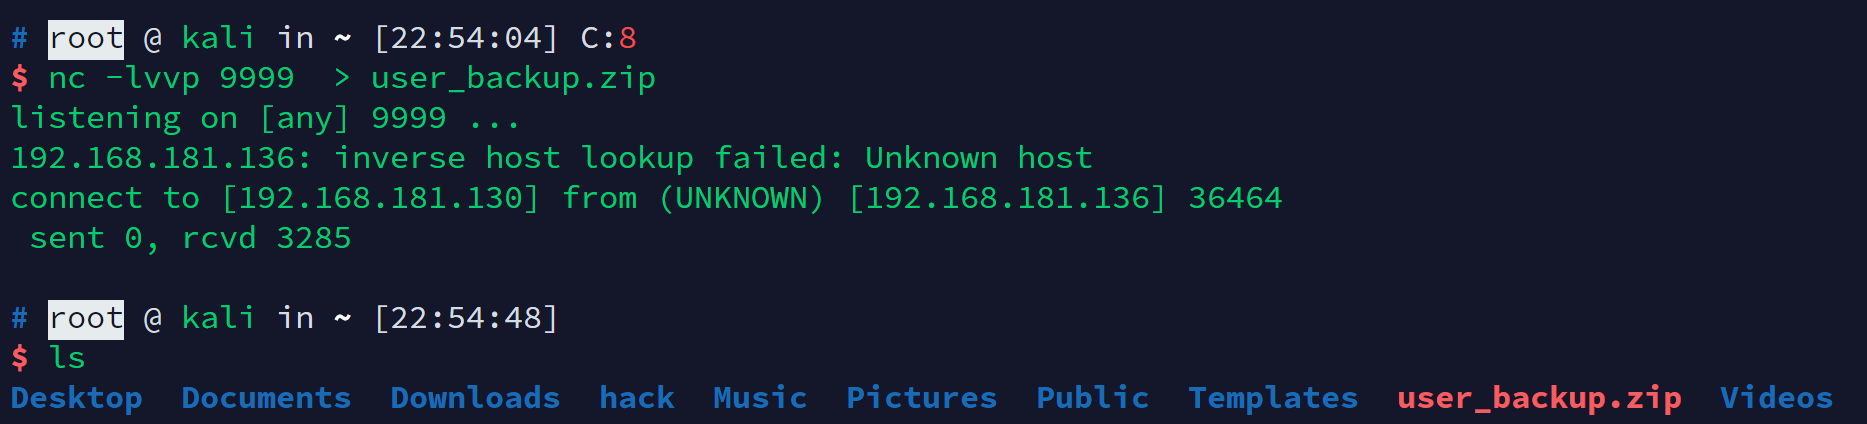 # root @ kali in ~ [22:54:04] C:8
$ nc -lvvp 9999  > user_backup.zip
listening on [any] 9999 ...
192.168.181.136: inverse host lookup failed: Unknown host
connect to [192.168.181.130] from (UNKNOWN) [192.168.181.136] 36464
 sent 0, rcvd 3285
# root @ kali in ~ [22:54:48]
$ ls
Desktop  Documents  Downloads  hack  Music  Pictures  Public  Templates  user_backup.zip  Videos